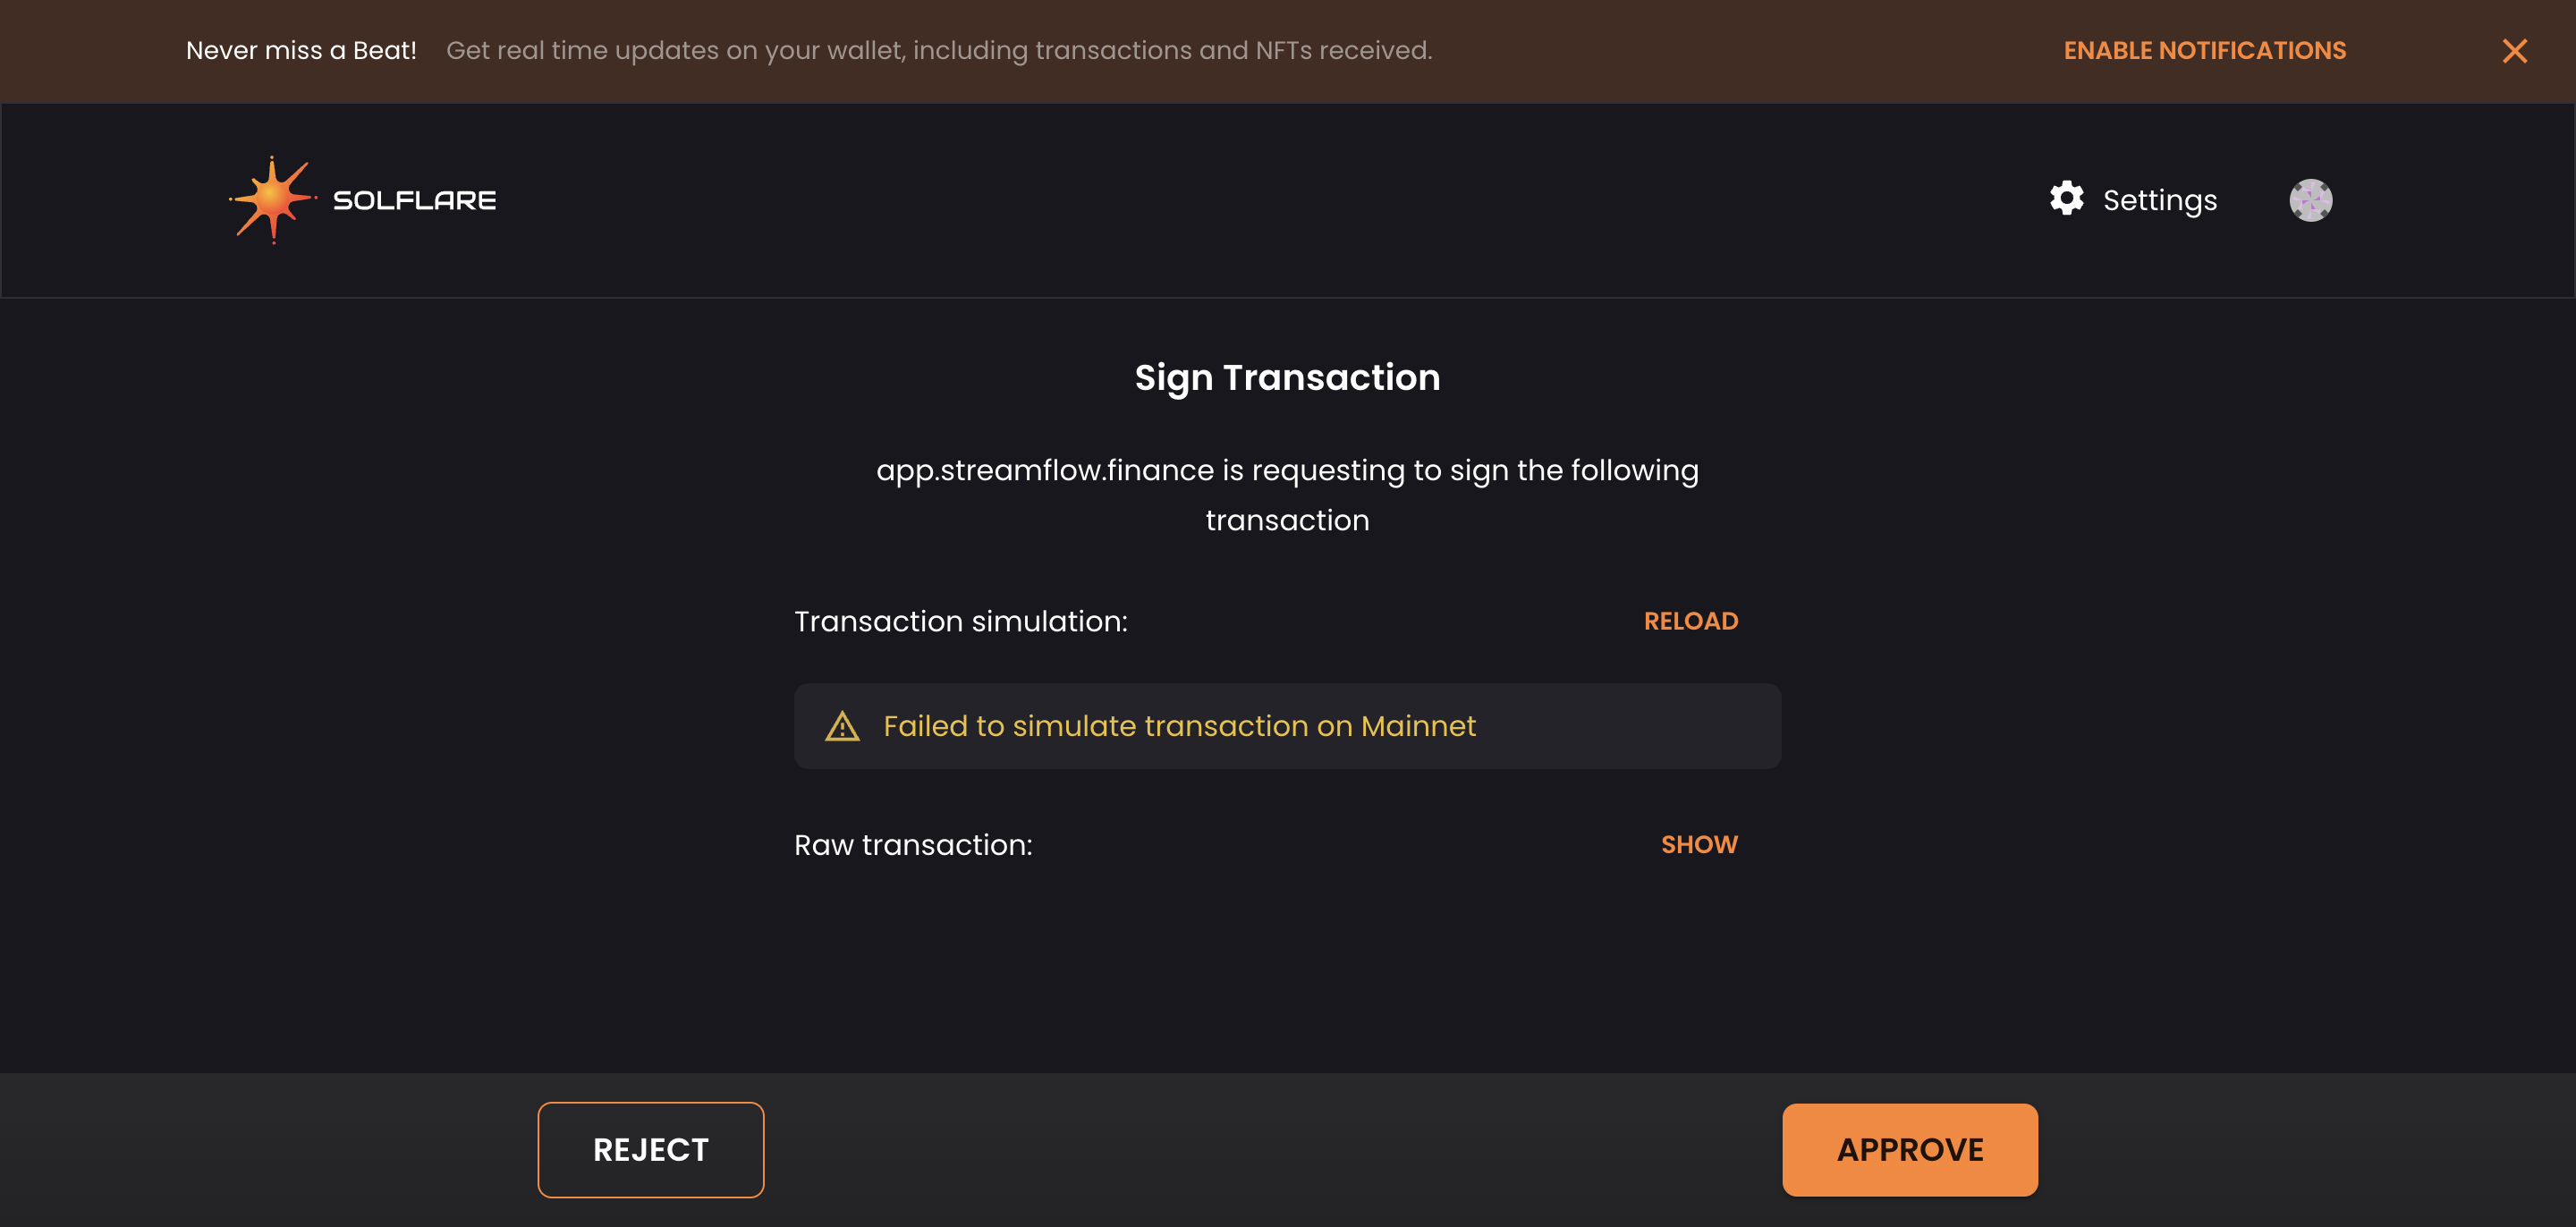 Never miss a Beat! Get real time updates on your wallet, including transactions and NFTs received. ENABLE NOTIFICATIONS
SOLFLARE Settings
Sign Transaction
app.streamflow.finance is requesting to sign the following
transaction
Transaction simulation: RELOAD
Failed to simulate transaction on Mainnet
Raw transaction: SHOW
REJECT APPROVE